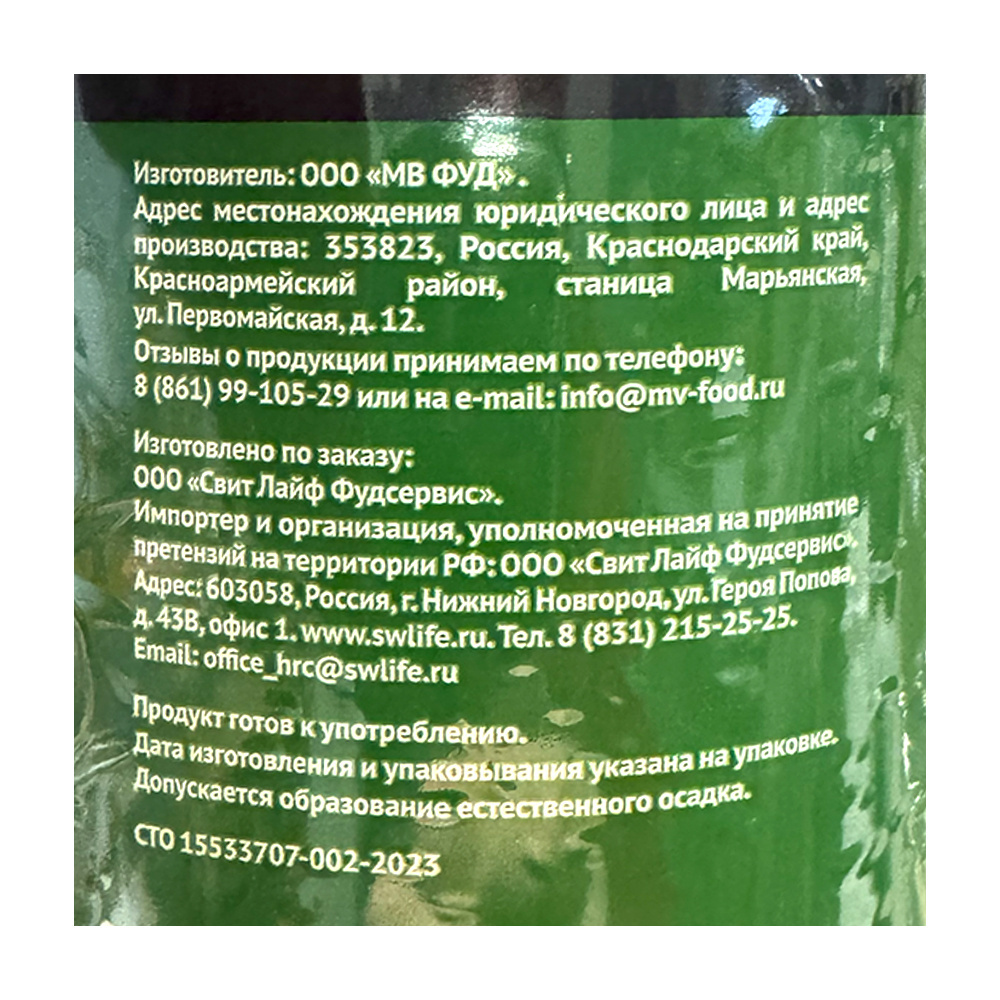 Изготовитель: ООО «МВ ФУД».
Адрес местонахождения юридического лица и адрес
производства: 353823, Россия, Краснодарский край,
Красноармейский район, станица Марьянская,
ул. Первомайская, д. 12.
Отзывы о продукции принимаем по телефону:
8 (861) 99-105-29 или на e-mail: info@mv-food.ru
Изготовлено по заказу:
ООО «Свит Лайф Фудсервис».
Импортер и организация, уполномоченная на принятие
претензий на территории РФ: ООО «Свит Лайф Фудсервис».
Адрес: 603058, Россия, г. Нижний Новгород, ул. Героя Попова,
д. 43В, офис 1. www.swlife.ru. Тел. 8 (831) 215-25-25.
Email: office_hrc@swlife.ru
Продукт готов к употреблению.
Дата изготовления и упаковывания указана на упаковке.
Допускается образование естественного осадка.
СТО 15533707-002-2023